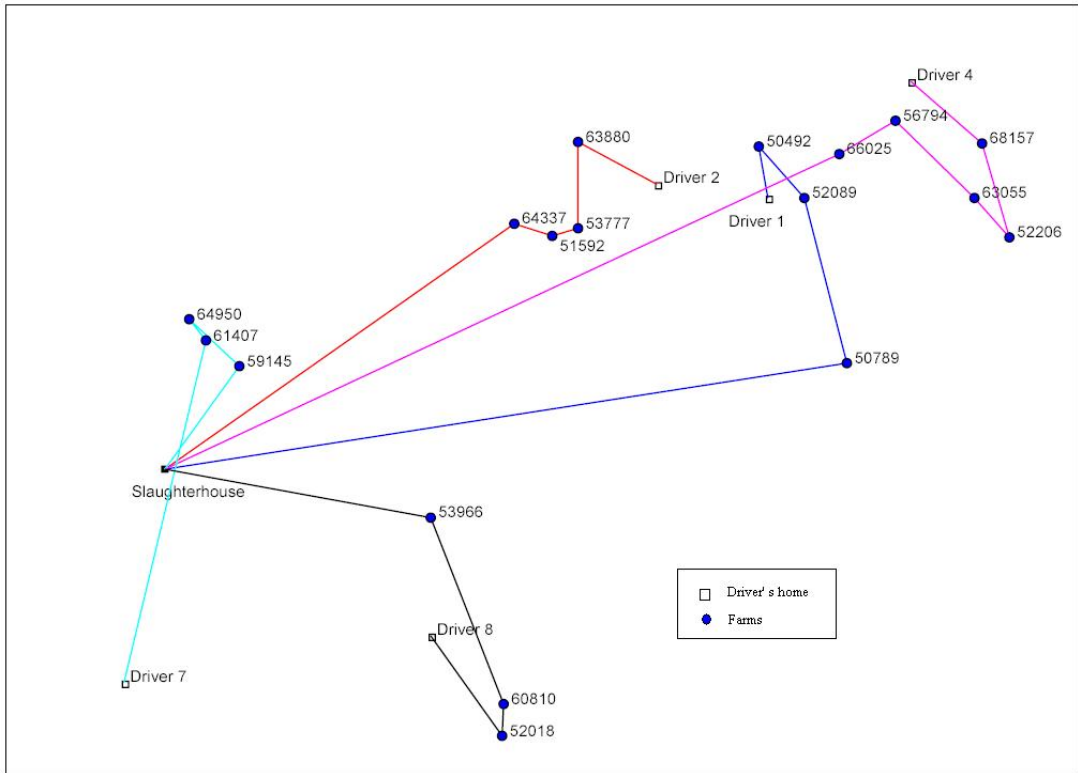 Driver 4
56794
63880
50492
68157
66025
Driver 2
52089
63055
64337
53777
Driver 1
51592
52206
64950
61407
59145
50789
Slaughterhouse
53966
Driver' s home
Farms
Driver 8
Driver 7
60810
52018